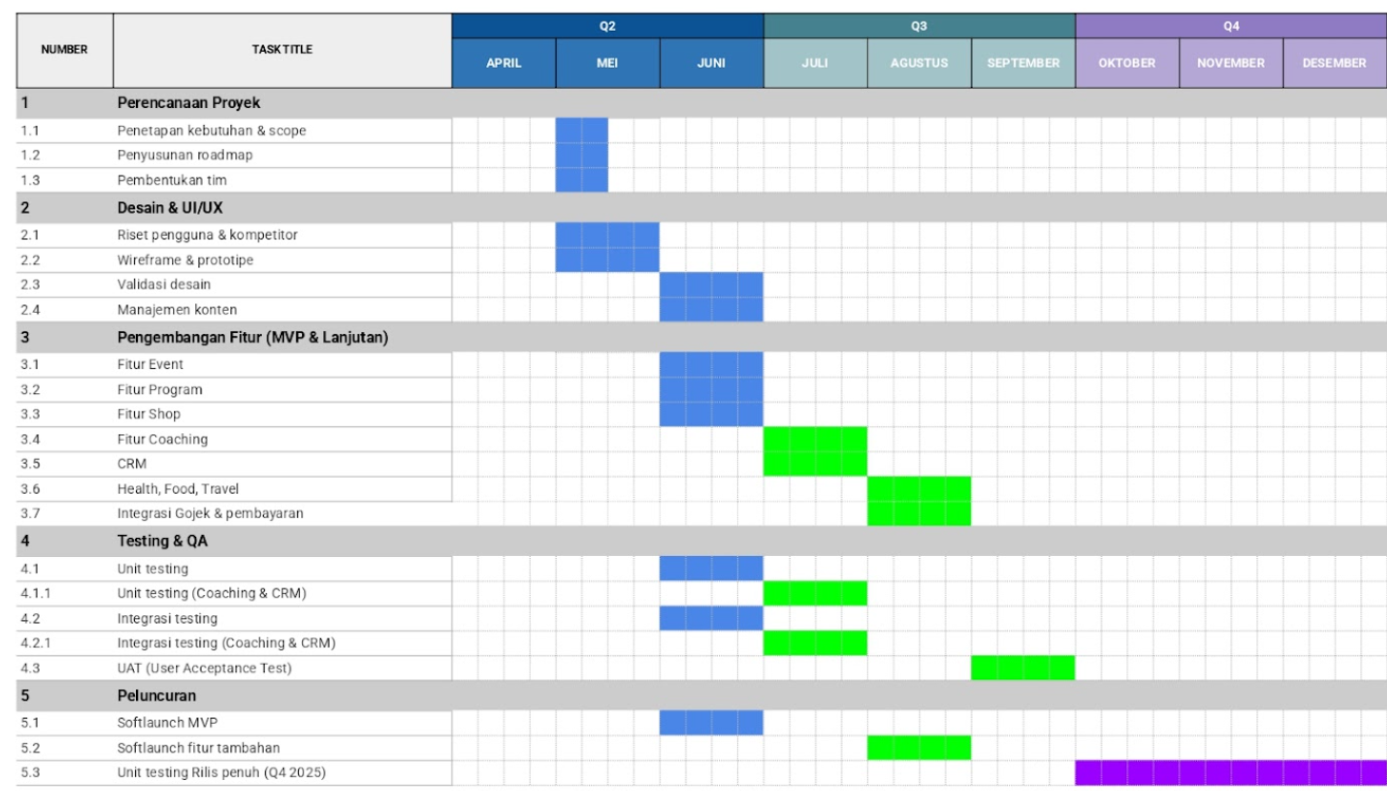 Q2 Q3 Q4
NUMBER TASK TITLE
APRIL MEI JUNI JULI AGUSTUS SEPTEMBER OKTOBER NOVEMBER DESEMBER
1 Perencanaan Proyek
1.1 Penetapan kebutuhan & scope
1.2 Penyusunan roadmap
1.3 Pembentukan tim
2 Desain & UI/UX
2.1 Riset pengguna & kompetitor
2.2 Wireframe & prototipe
2.3 Validasi desain
2.4 Manajemen konten
3 Pengembangan Fitur (MVP & Lanjutan)
3.1 Fitur Event
3.2 Fitur Program
3.3 Fitur Shop
3.4 Fitur Coaching
3.5 CRM
3.6 Health, Food, Travel
3.7 Integrasi Gojek & pembayaran
4 Testing & QA
4.1 Unit testing
4.1.1 Unit testing (Coaching & CRM)
4.2 Integrasi testing
4.2.1 Integrasi testing (Coaching & CRM)
4.3 UAT (User Acceptance Test)
5 Peluncuran
5.1 Softlaunch MVP
5.2 Softlaunch fitur tambahan
5.3 Unit testing Rilis penuh (Q4 2025)